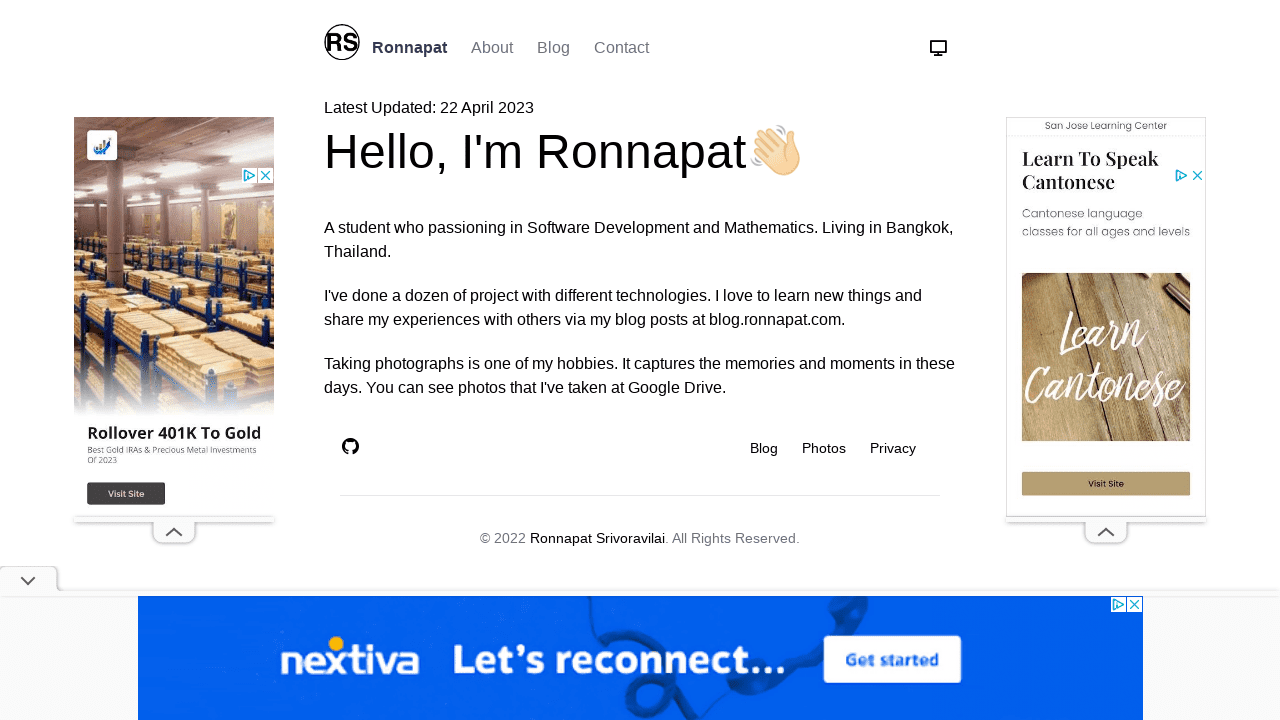 RS
Ronnapat
About
Blog
Contact
Latest Updated: 22 April 2023
Hello, I'm Ronnapat👋🏼
A student who passioning in Software Development and Mathematics. Living in Bangkok,
Thailand.
I've done a dozen of project with different technologies. I love to learn new things and
share my experiences with others via my blog posts at blog.ronnapat.com.
Taking photographs is one of my hobbies. It captures the memories and moments in these
days. You can see photos that I've taken at Google Drive.
Blog
Photos
Privacy
© 2022 Ronnapat Srivoravilai. All Rights Reserved.
Rollover 401K To Gold
Best Gold IRAs & Precious Metal Investments
Of 2023
Visit Site
San Jose Learning Center
Learn To Speak
Cantonese
Cantonese language
classes for all ages and levels
Learn
Cantonese
Visit Site
nextiva
Let's reconnect...
Get started